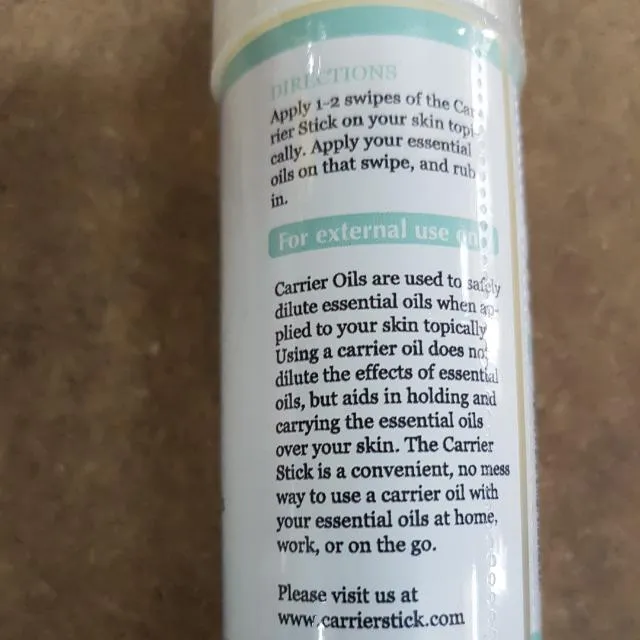 DIRECTIONS
Apply 1-2 swipes of the Car
rier Stick on your skin topi-
cally. Apply your essential
oils on that swipe, and rub
in.
For external use only
Carrier Oils are used to safely
dilute essential oils when ap-
plied to your skin topically
Using a carrier oil does not
dilute the effects of essential
oils, but aids in holding and
carrying the essential oils
over your skin. The Carrier
Stick is a convenient, no mess
way to use a carrier oil with
your essential oils at home,
work, or on the go.
Please visit us at
www.carrierstick.com